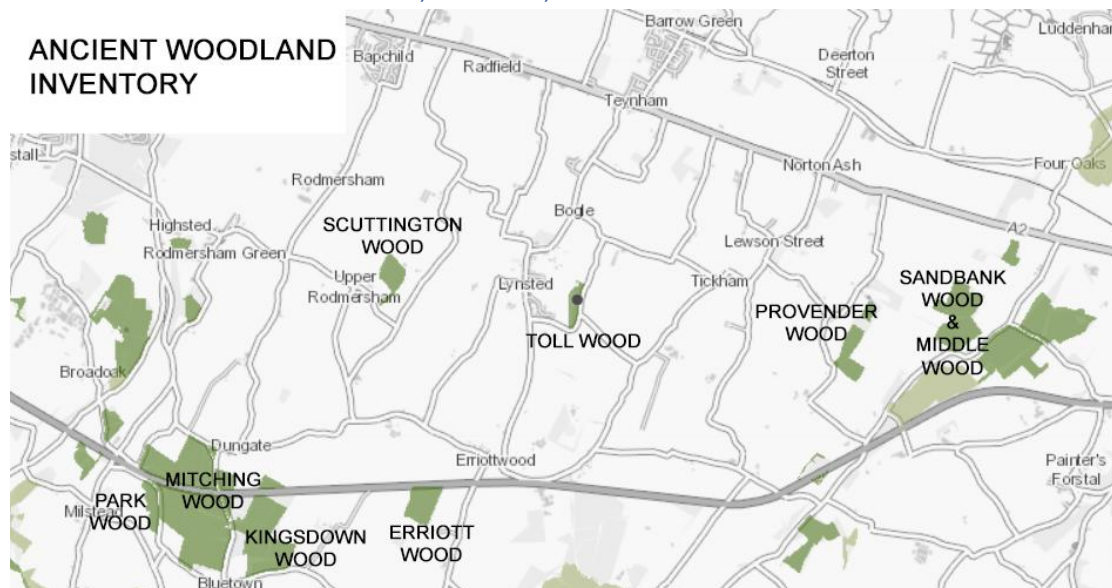 ANCIENT WOODLAND
INVENTORY
Barrow Green
Luddenham
Bapchild
Radfield
Deerton
Street
Teynham
stall
Norton Ash
Four Oaks
Rodmersham
Highsted
SCUTTINGTON
WOOD
Bogle
A2
Rodmersham Green
Lewson Street
Upper
Rodmersham
Lynsted
Tickham
SANDBANK
WOOD
&
MIDDLE
WOOD
PROVENDER
WOOD
TOLL WOOD
Broadoak
Dungate
Erriottwood
Painter's
Forstal
MITCHING
WOOD
PARK
WOOD
Milstead
KINGSDOWN
WOOD
ERRIOTT
WOOD
Bluetown